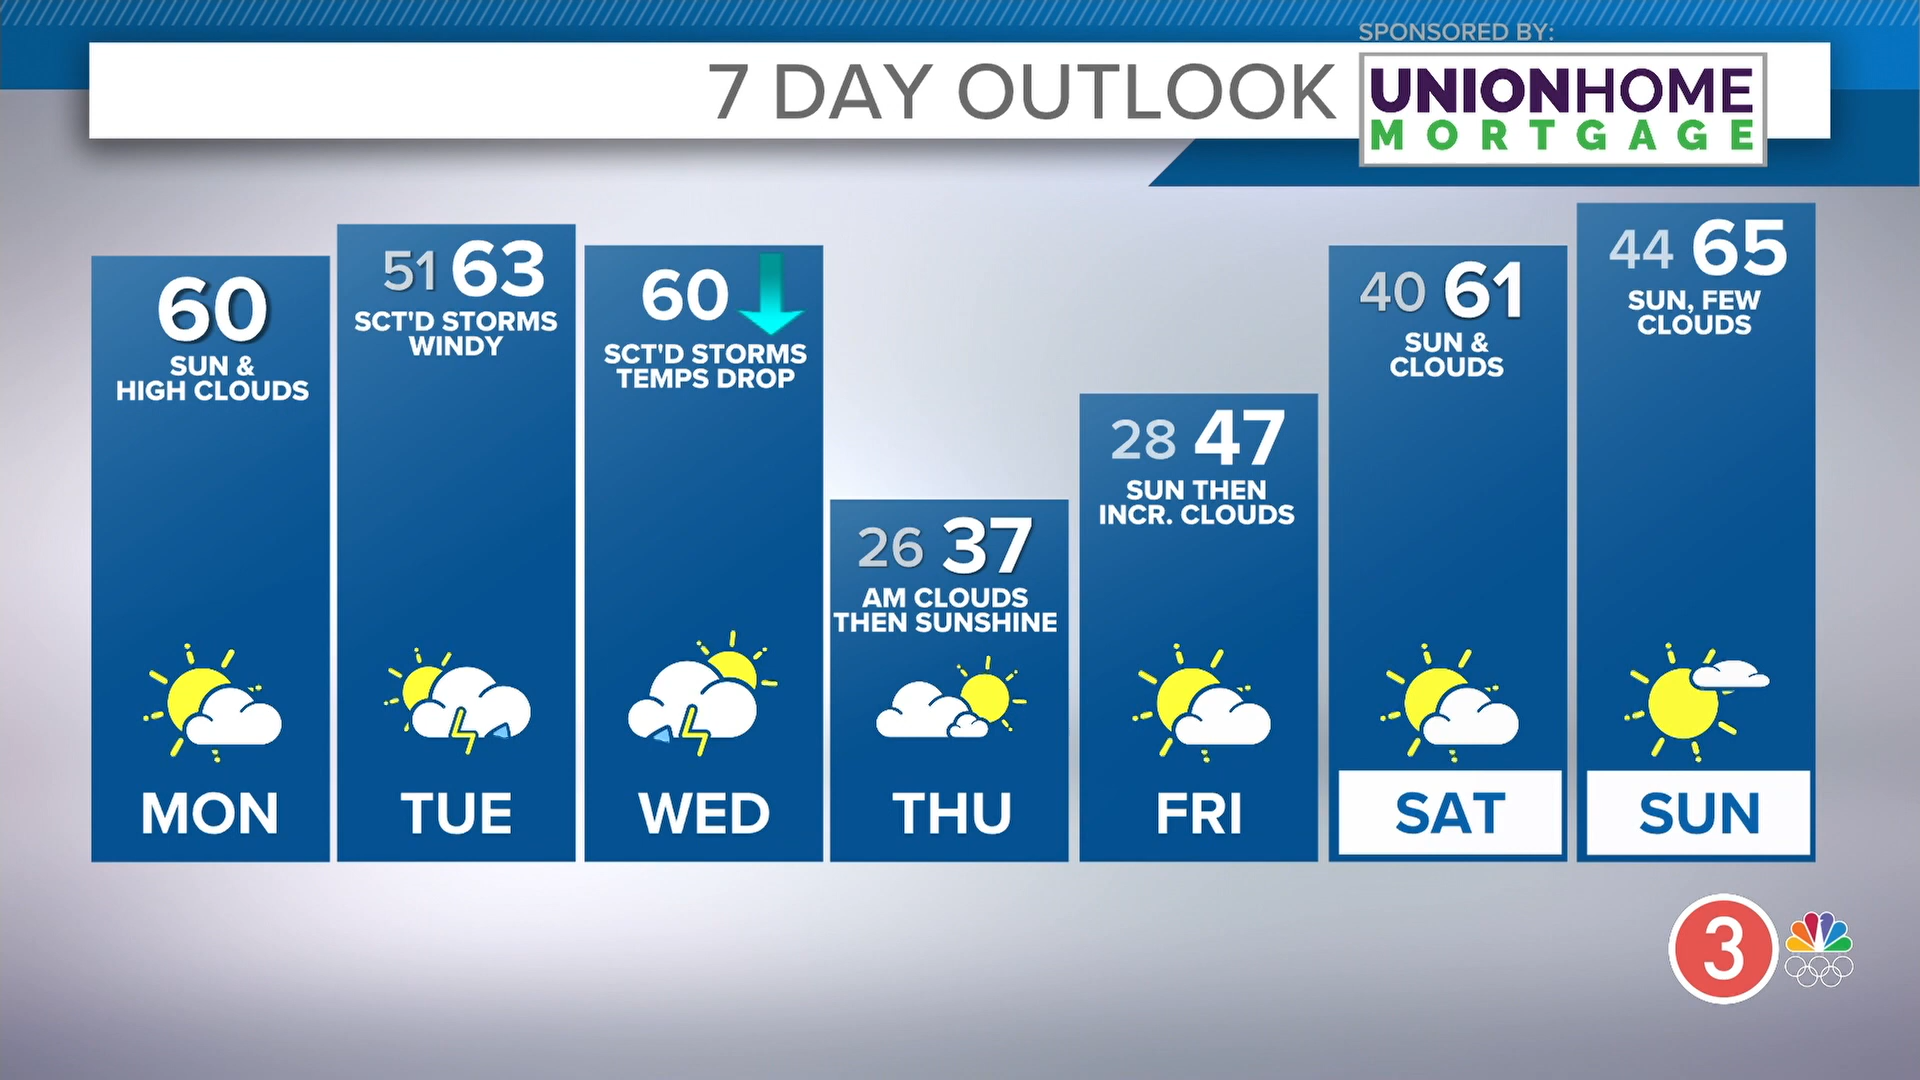 SPONSORED BY:
7 DAY OUTLOOK
UNIONHOME
MORTGAGE
60
SUN &
HIGH CLOUDS
MON
51 63
SCT'D STORMS
WINDY
TUE
60
SCT'D STORMS
TEMPS DROP
WED
26 37
AM CLOUDS
THEN SUNSHINE
THU
28 47
SUN THEN
INCR. CLOUDS
FRI
40 61
SUN &
CLOUDS
SAT
44 65
SUN, FEW
CLOUDS
SUN
3